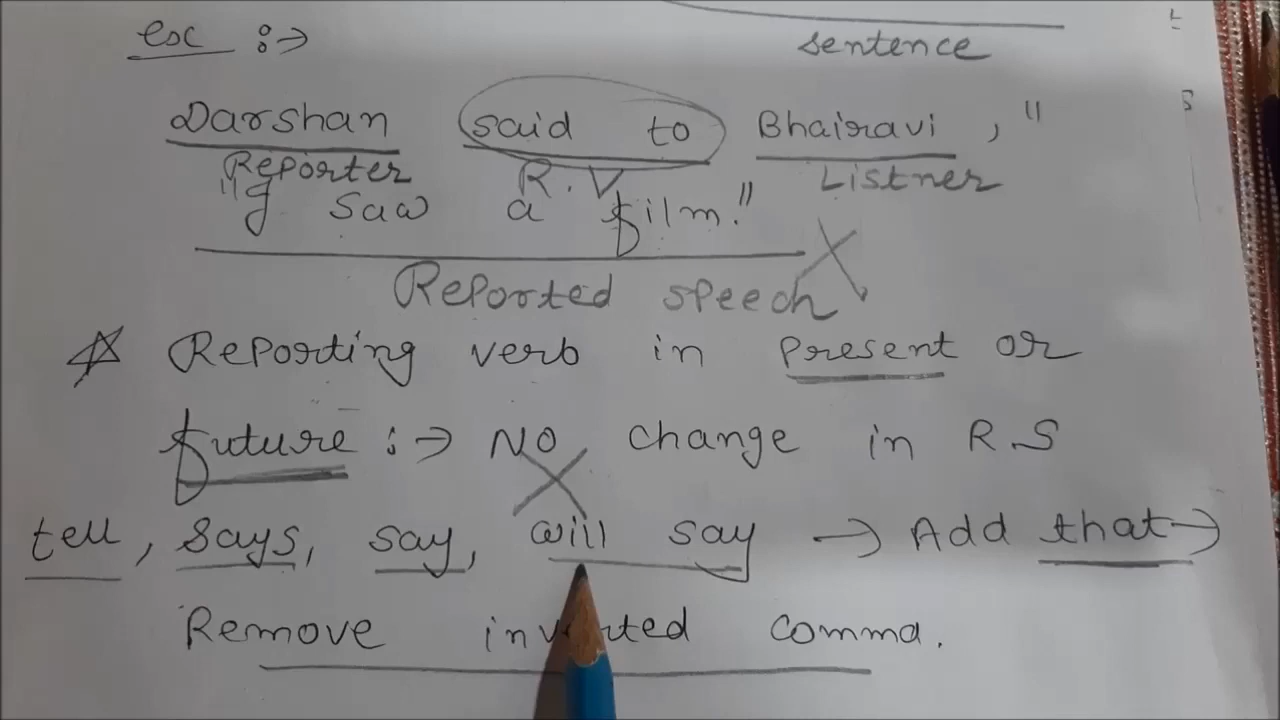 esc :→
sentence
Darshan said to Bhairavi , "
Reporter R.V Listner
"I saw a film."
Reported speech
☆ Reporting verb in present or
future :→ No change in R.S
tell, says, say, will say → Add that →
Remove inverted comma.